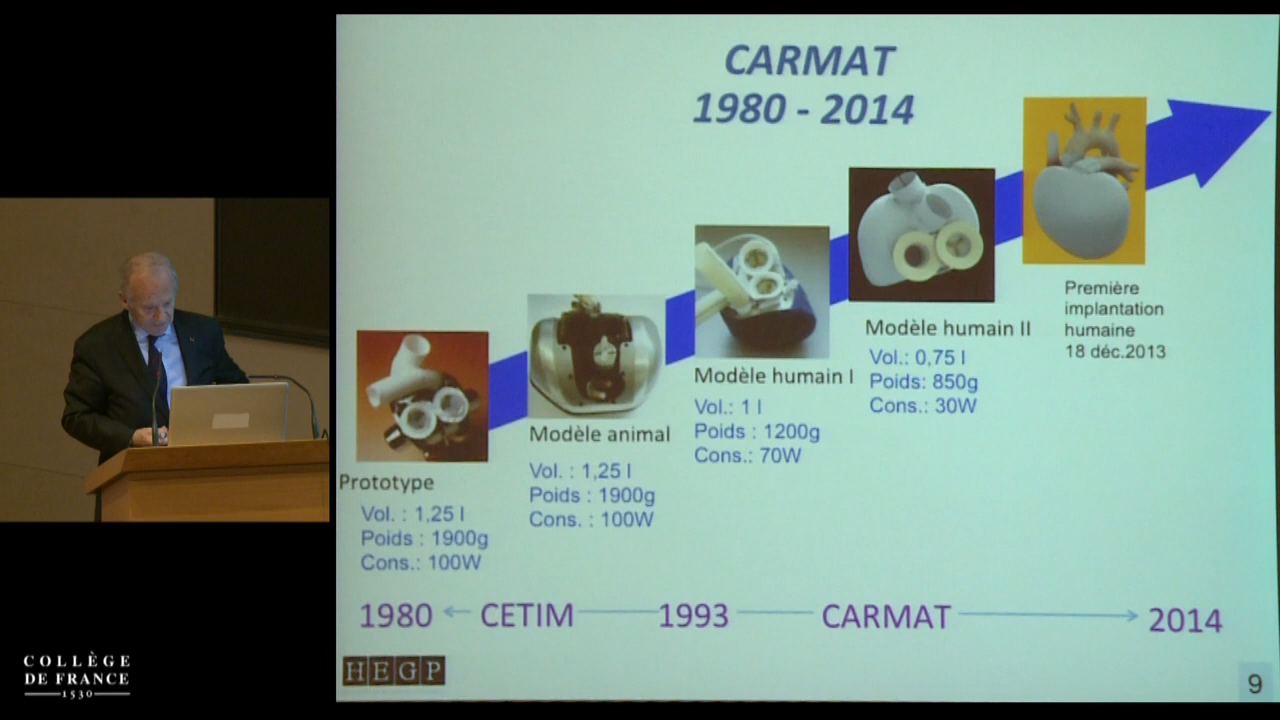 CARMAT
1980 - 2014
Prototype
Vol. : 1,25 l
Poids : 1900g
Cons.: 100W
Modèle animal
Vol. : 1,25 l
Poids : 1900g
Cons. : 100W
Modèle humain I
Vol.: 1 l
Poids : 1200g
Cons.: 70W
Modèle humain II
Vol.: 0,75 l
Poids: 850g
Cons.: 30W
Première
implantation
humaine
18 déc.2013
1980 CETIM 1993 CARMAT 2014
HEGP
9
COLLÈGE
DE FRANCE
1530